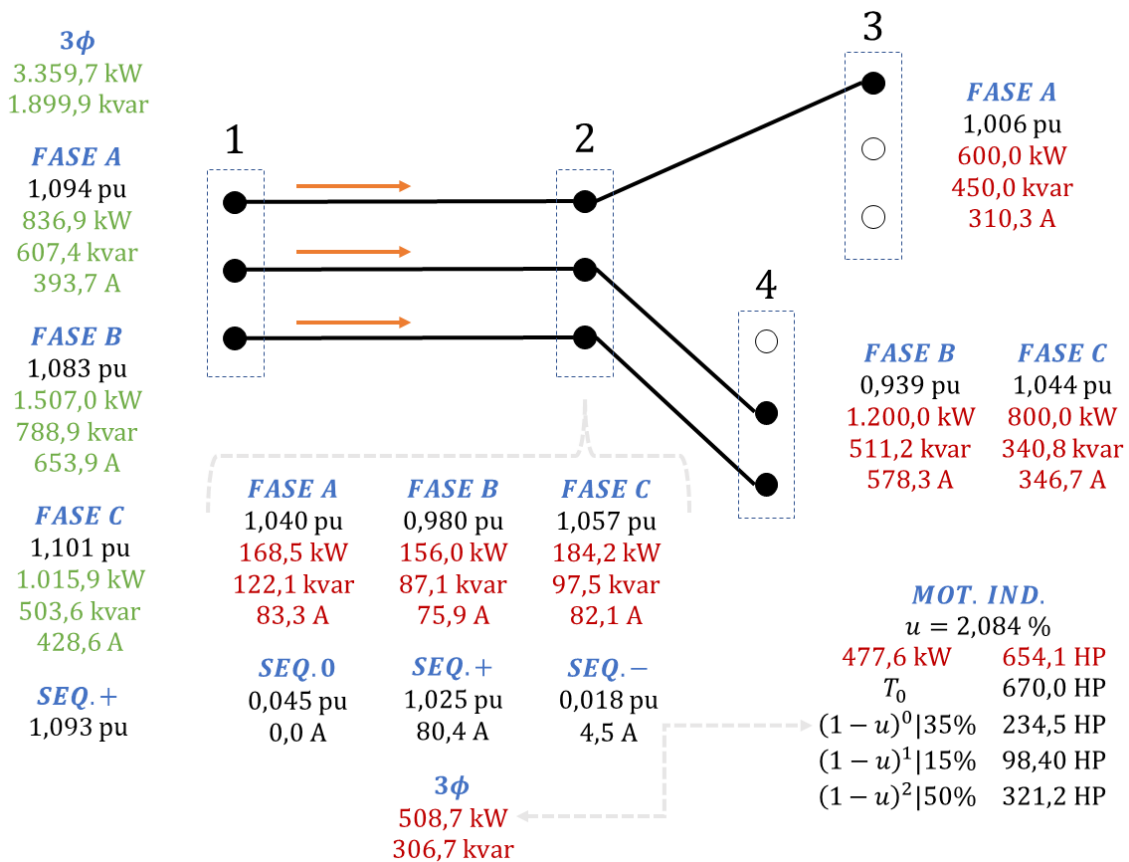 3ϕ
3.359,7 kW
1.899,9 kvar
FASE A
1,094 pu
836,9 kW
607,4 kvar
393,7 A
FASE B
1,083 pu
1.507,0 kW
788,9 kvar
653,9 A
FASE C
1,101 pu
1.015,9 kW
503,6 kvar
428,6 A
SEQ.+
1,093 pu
1
2
3
FASE A
1,006 pu
600,0 kW
450,0 kvar
310,3 A
4
FASE B FASE C
0,939 pu 1,044 pu
1.200,0 kW 800,0 kW
511,2 kvar 340,8 kvar
578,3 A 346,7 A
FASE A FASE B FASE C
1,040 pu 0,980 pu 1,057 pu
168,5 kW 156,0 kW 184,2 kW
122,1 kvar 87,1 kvar 97,5 kvar
83,3 A 75,9 A 82,1 A
SEQ.0 SEQ.+ SEQ.−
0,045 pu 1,025 pu 0,018 pu
0,0 A 80,4 A 4,5 A
3ϕ
508,7 kW
306,7 kvar
MOT. IND.
u = 2,084 %
477,6 kW 654,1 HP
T₀ 670,0 HP
(1 − u)⁰|35% 234,5 HP
(1 − u)¹|15% 98,40 HP
(1 − u)²|50% 321,2 HP